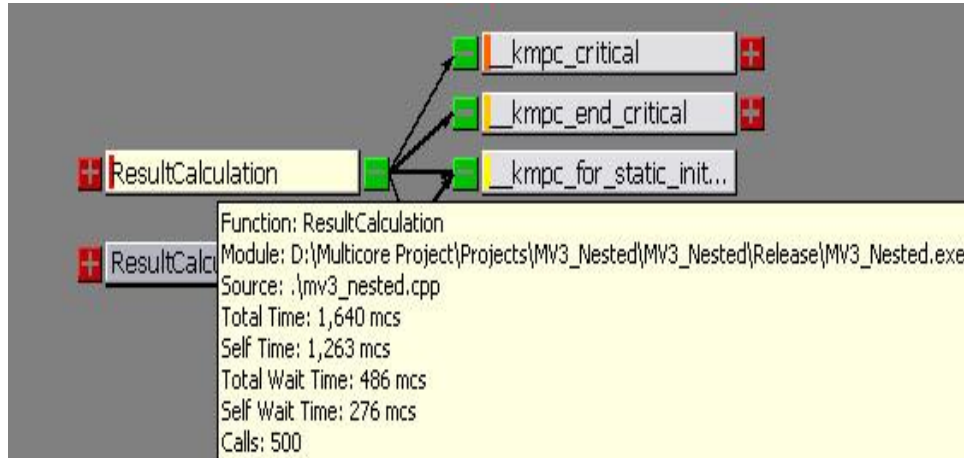 __kmpc_critical
__kmpc_end_critical
ResultCalculation
__kmpc_for_static_init...
ResultCalcu
Function: ResultCalculation
Module: D:\Multicore Project\Projects\MV3_Nested\MV3_Nested\Release\MV3_Nested.exe
Source: .\mv3_nested.cpp
Total Time: 1,640 mcs
Self Time: 1,263 mcs
Total Wait Time: 486 mcs
Self Wait Time: 276 mcs
Calls: 500